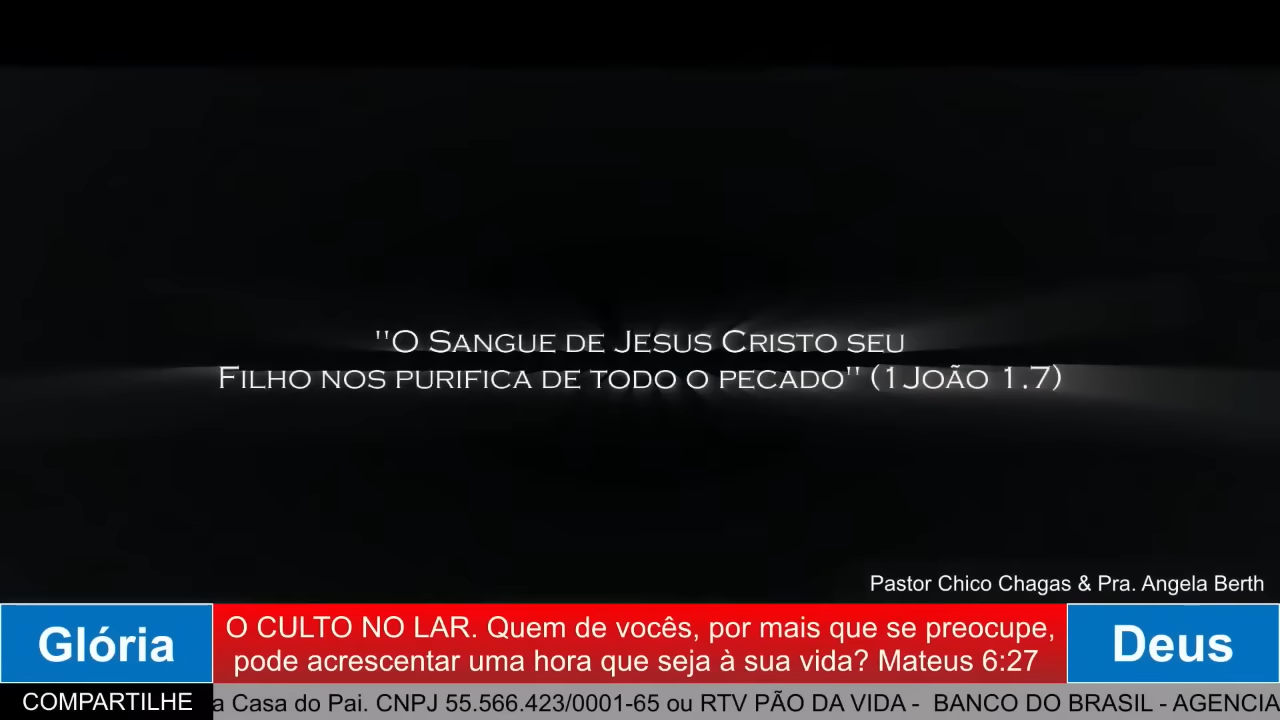 "O Sangue de Jesus Cristo seu
Filho nos purifica de todo o pecado" (1João 1.7)
Pastor Chico Chagas & Pra. Angela Berth
Glória
O CULTO NO LAR. Quem de vocês, por mais que se preocupe,
pode acrescentar uma hora que seja à sua vida? Mateus 6:27
Deus
COMPARTILHE
a Casa do Pai. CNPJ 55.566.423/0001-65 ou RTV PÃO DA VIDA - BANCO DO BRASIL - AGENCIA